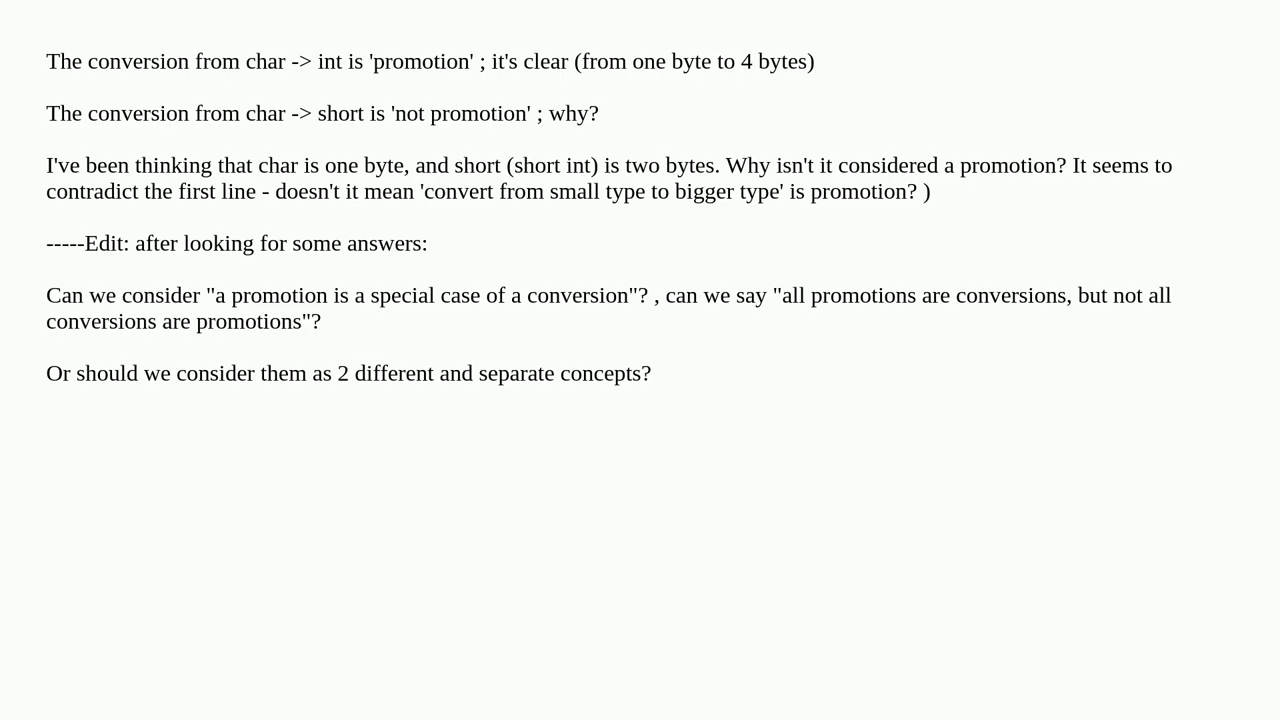 The conversion from char -> int is 'promotion' ; it's clear (from one byte to 4 bytes)
The conversion from char -> short is 'not promotion' ; why?
I've been thinking that char is one byte, and short (short int) is two bytes. Why isn't it considered a promotion? It seems to
contradict the first line - doesn't it mean 'convert from small type to bigger type' is promotion? )
-----Edit: after looking for some answers:
Can we consider "a promotion is a special case of a conversion"? , can we say "all promotions are conversions, but not all
conversions are promotions"?
Or should we consider them as 2 different and separate concepts?